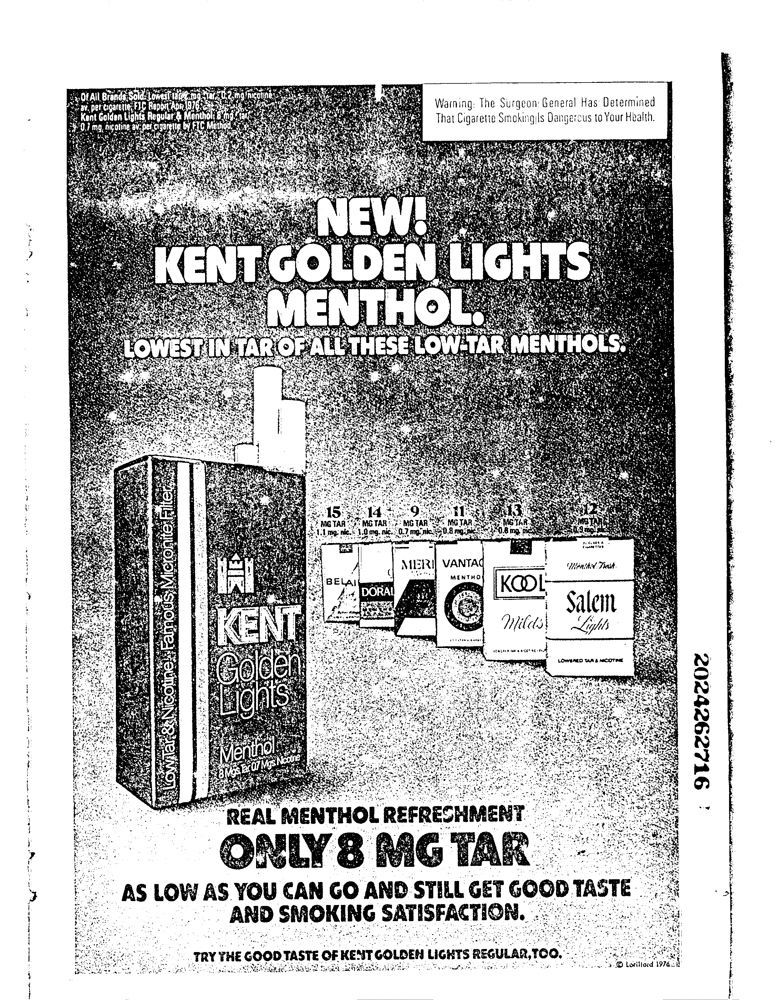 Of All Brands Sold: Lowest tar: 2 mg. "tar," 0.2 mg. nicotine
av. per cigarette, FTC Report Apr. 1976.
Kent Golden Lights Regular & Menthol: 8 mg. "tar,"
0.7 mg. nicotine av. per cigarette by FTC Method.
Warning: The Surgeon General Has Determined
That Cigarette Smoking Is Dangerous to Your Health.
NEW!
KENT GOLDEN LIGHTS
MENTHOL.
LOWEST IN TAR OF ALL THESE LOW-TAR MENTHOLS.
15
MG TAR
1.1 mg. nic.
14
MG TAR
1.0 mg. nic.
9
MG TAR
0.7 mg. nic.
11
MG TAR
0.8 mg. nic.
13
MG TAR
0.8 mg. nic.
12
MG TAR
0.9 mg. nic.
BELAI
DORAL
MERI
VANTAG
MENTHO
KOOL
Milds
Menthol Fresh
Salem
Lights
LOWERED TAR & NICOTINE
Low Tar & Nicotine Famous Micronite Filter
KENT
Golden
Lights
Menthol
8 Mgs. Tar 0.7 Mgs. Nicotine
REAL MENTHOL REFRESHMENT
ONLY 8 MG TAR
AS LOW AS YOU CAN GO AND STILL GET GOOD TASTE
AND SMOKING SATISFACTION.
TRY THE GOOD TASTE OF KENT GOLDEN LIGHTS REGULAR, TOO.
© Lorillard 1976
2024262716